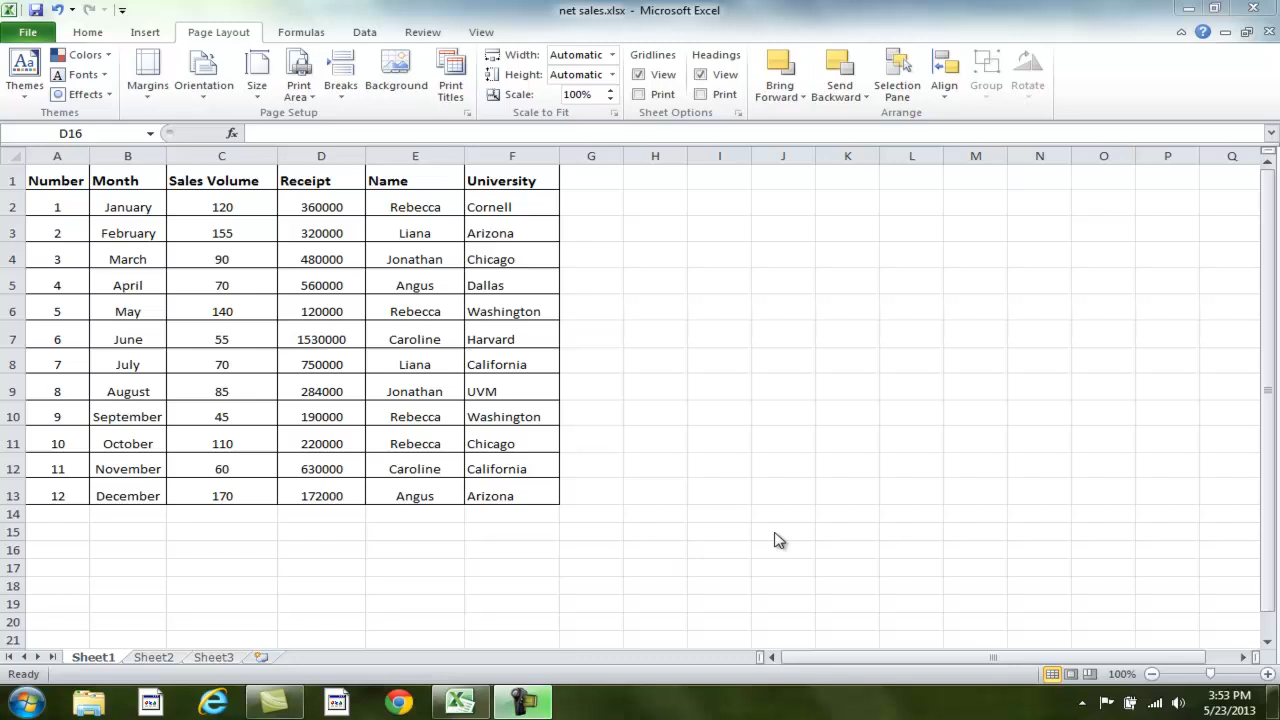 net sales.xlsx - Microsoft Excel
File Home Insert Page Layout Formulas Data Review View
Themes Colors Fonts Effects Margins Orientation Size Print Area Breaks Background Print Titles Width: Automatic Height: Automatic Scale: 100% Gridlines View Print Headings View Print Bring Forward Send Backward Selection Pane Align Group Rotate
Themes Page Setup Scale to Fit Sheet Options Arrange
D16 fx
A B C D E F G H I J K L M N O P Q
1 Number Month Sales Volume Receipt Name University
2 1 January 120 360000 Rebecca Cornell
3 2 February 155 320000 Liana Arizona
4 3 March 90 480000 Jonathan Chicago
5 4 April 70 560000 Angus Dallas
6 5 May 140 120000 Rebecca Washington
7 6 June 55 1530000 Caroline Harvard
8 7 July 70 750000 Liana California
9 8 August 85 284000 Jonathan UVM
10 9 September 45 190000 Rebecca Washington
11 10 October 110 220000 Rebecca Chicago
12 11 November 60 630000 Caroline California
13 12 December 170 172000 Angus Arizona
14
15
16
17
18
19
20
21
Sheet1 Sheet2 Sheet3
Ready 100%
3:53 PM
5/23/2013